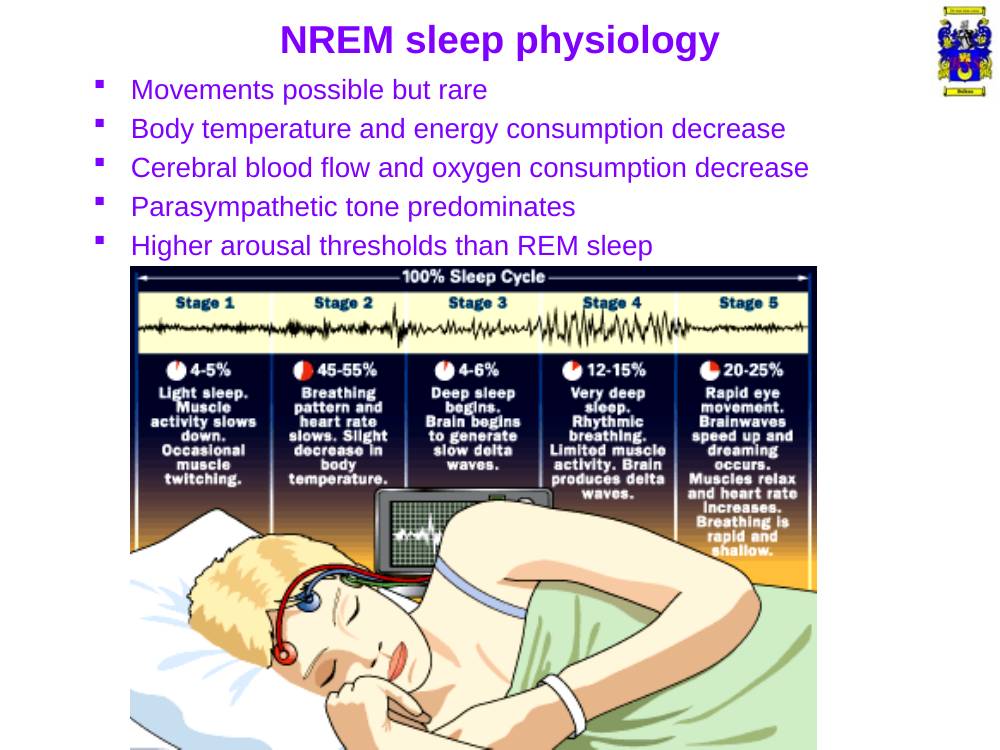 NREM sleep physiology
Movements possible but rare
Body temperature and energy consumption decrease
Cerebral blood flow and oxygen consumption decrease
Parasympathetic tone predominates
Higher arousal thresholds than REM sleep
100% Sleep Cycle
Stage 1
Stage 2
Stage 3
Stage 4
Stage 5
4-5%
Light sleep.
Muscle
activity slows
down.
Occasional
muscle
twitching.
45-55%
Breathing
pattern and
heart rate
slows. Slight
decrease in
body
temperature.
4-6%
Deep sleep
begins.
Brain begins
to generate
slow delta
waves.
12-15%
Very deep
sleep.
Rhythmic
breathing.
Limited muscle
activity. Brain
produces delta
waves.
20-25%
Rapid eye
movement.
Brainwaves
speed up and
dreaming
occurs.
Muscles relax
and heart rate
increases.
Breathing is
rapid and
shallow.